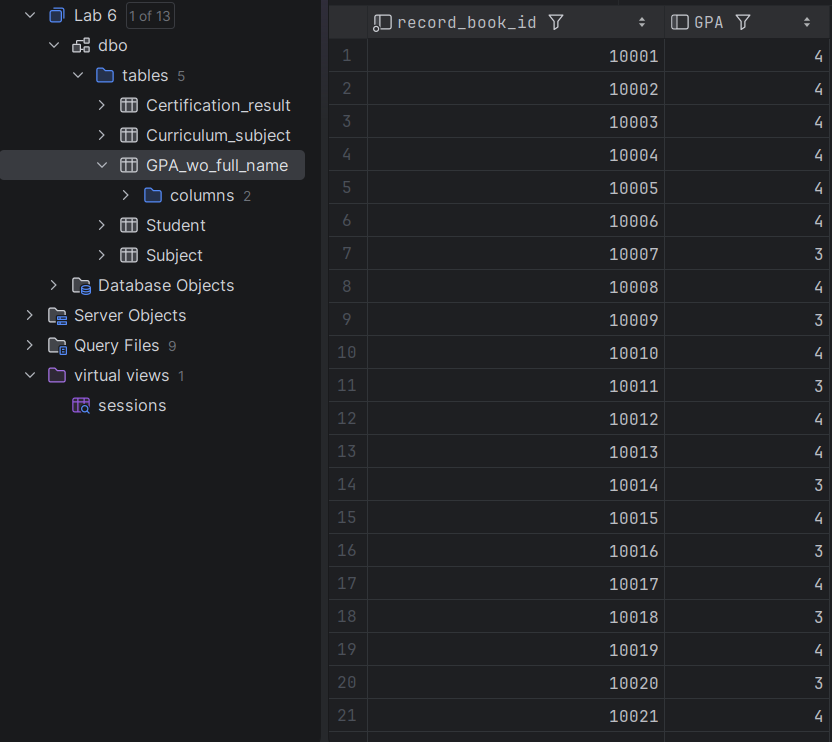 Lab 6 1 of 13
dbo
tables 5
Certification_result
Curriculum_subject
GPA_wo_full_name
columns 2
Student
Subject
Database Objects
Server Objects
Query Files 9
virtual views 1
sessions
record_book_id GPA
1 10001 4
2 10002 4
3 10003 4
4 10004 4
5 10005 4
6 10006 4
7 10007 3
8 10008 4
9 10009 3
10 10010 4
11 10011 3
12 10012 4
13 10013 4
14 10014 3
15 10015 4
16 10016 3
17 10017 4
18 10018 3
19 10019 4
20 10020 3
21 10021 4